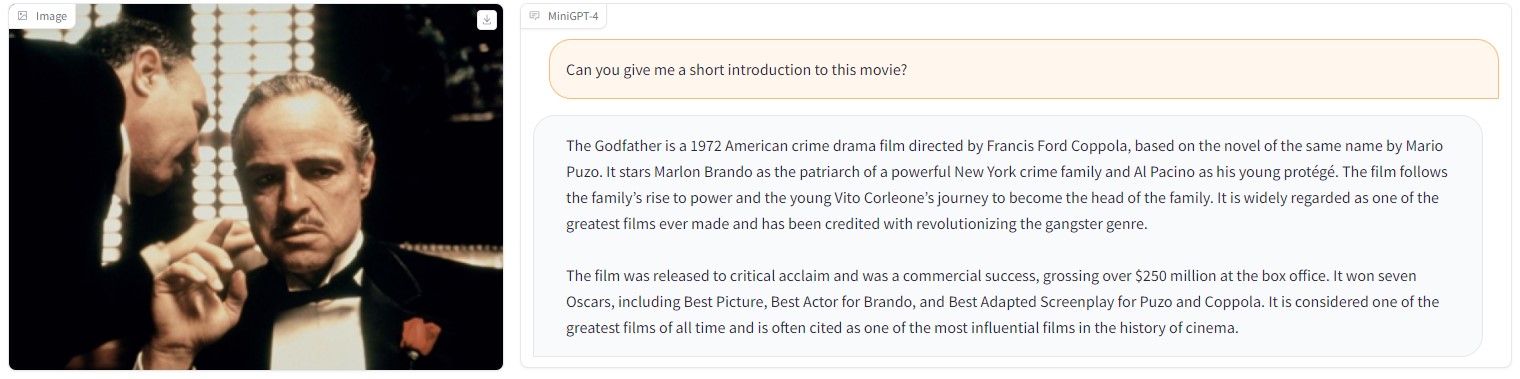 Image
MiniGPT-4
Can you give me a short introduction to this movie?
The Godfather is a 1972 American crime drama film directed by Francis Ford Coppola, based on the novel of the same name by Mario
Puzo. It stars Marlon Brando as the patriarch of a powerful New York crime family and Al Pacino as his young protégé. The film follows
the family’s rise to power and the young Vito Corleone’s journey to become the head of the family. It is widely regarded as one of the
greatest films ever made and has been credited with revolutionizing the gangster genre.
The film was released to critical acclaim and was a commercial success, grossing over $250 million at the box office. It won seven
Oscars, including Best Picture, Best Actor for Brando, and Best Adapted Screenplay for Puzo and Coppola. It is considered one of the
greatest films of all time and is often cited as one of the most influential films in the history of cinema.